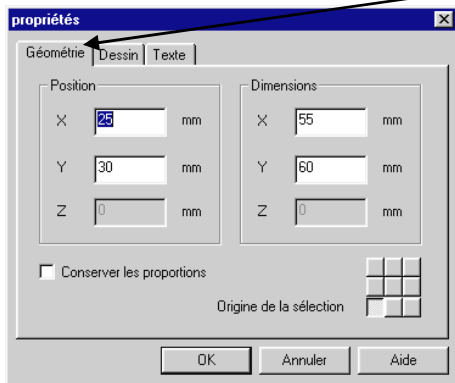 propriétés
Géométrie Dessin Texte
Position Dimensions
X 25 mm X 55 mm
Y 30 mm Y 60 mm
Z 0 mm Z 0 mm
Conserver les proportions
Origine de la sélection
OK Annuler Aide